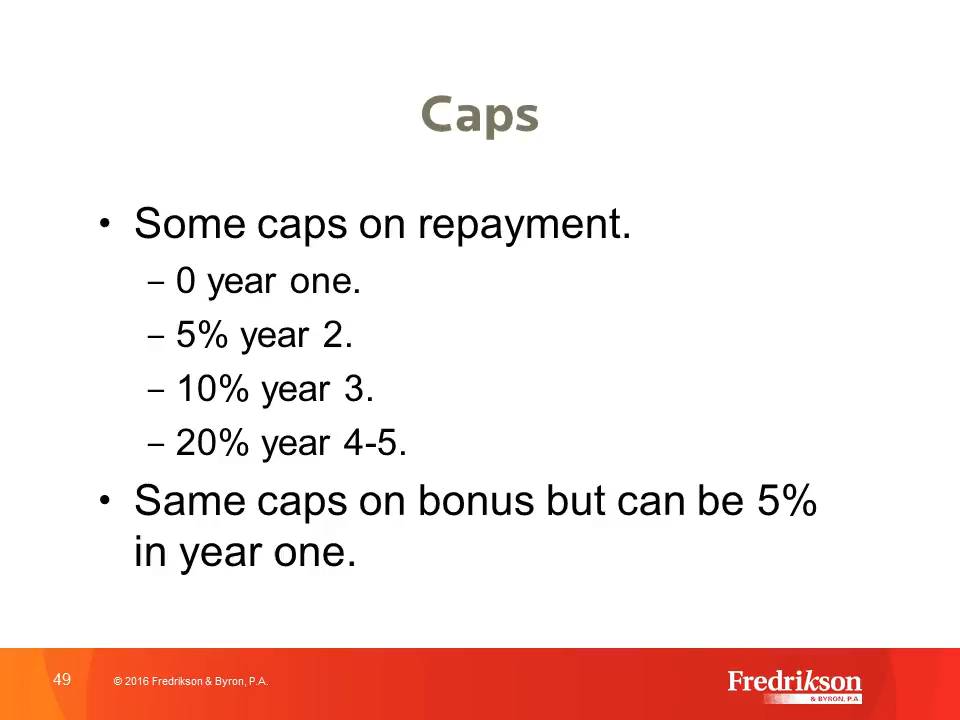 Caps
• Some caps on repayment.
– 0 year one.
– 5% year 2.
– 10% year 3.
– 20% year 4-5.
• Same caps on bonus but can be 5%
in year one.
49 © 2016 Fredrikson & Byron, P.A.
Fredrikson
& BYRON, P.A.